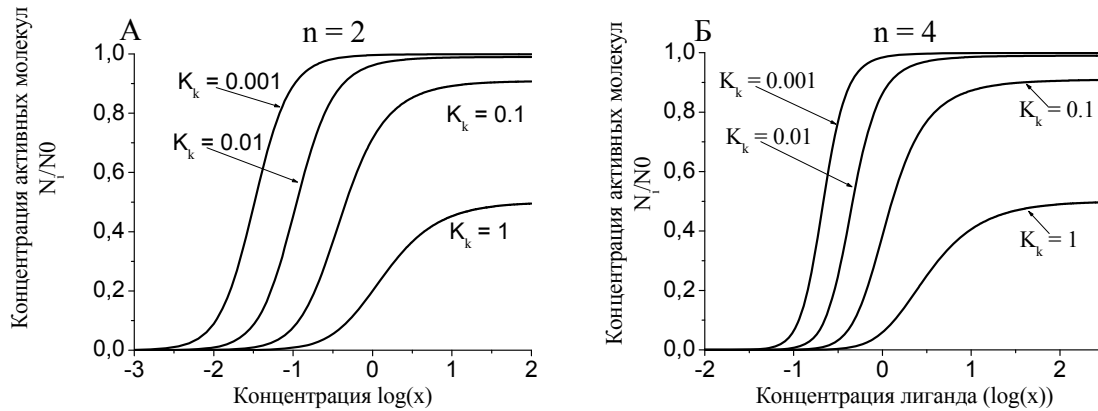 А
n = 2
Концентрация активных молекул
N_i/N0
1,0
0,8
0,6
0,4
0,2
0,0
K_k = 0.001
K_k = 0.01
K_k = 0.1
K_k = 1
-3 -2 -1 0 1 2
Концентрация log(x)
Б
n = 4
Концентрация активных молекул
N_i/N0
1,0
0,8
0,6
0,4
0,2
0,0
K_k = 0.001
K_k = 0.01
K_k = 0.1
K_k = 1
-2 -1 0 1 2
Концентрация лиганда (log(x))